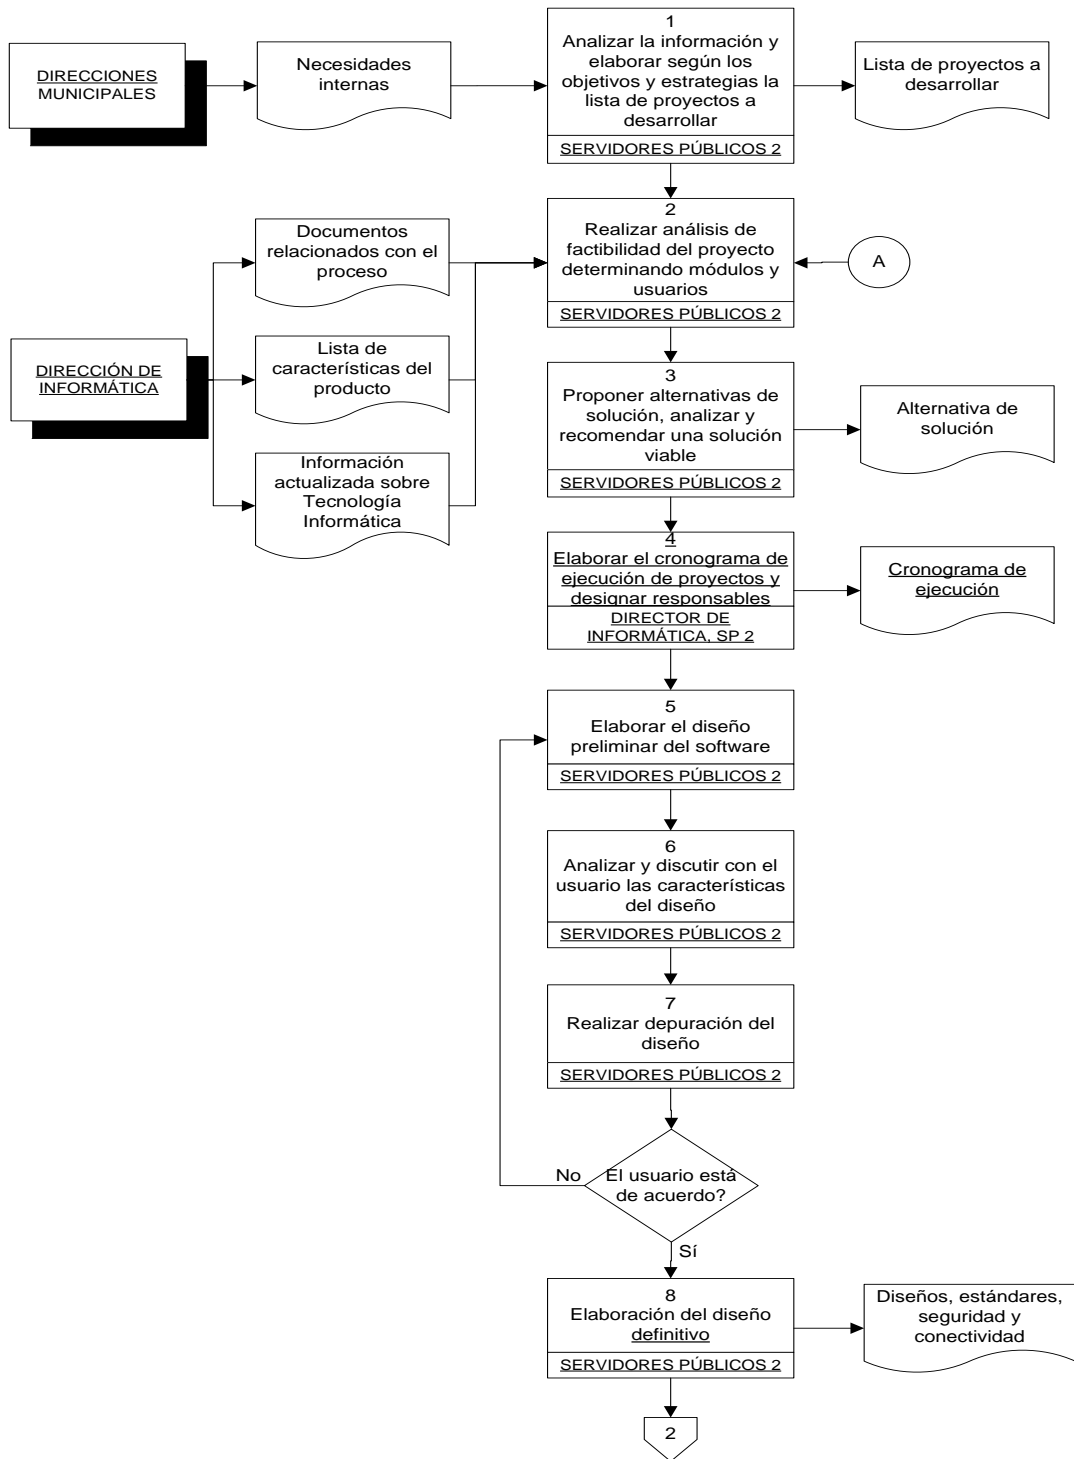 DIRECCIONES
MUNICIPALES
Necesidades
internas
1
Analizar la información y
elaborar según los
objetivos y estrategias la
lista de proyectos a
desarrollar
SERVIDORES PÚBLICOS 2
Lista de proyectos a
desarrollar
Documentos
relacionados con el
proceso
2
Realizar análisis de
factibilidad del proyecto
determinando módulos y
usuarios
SERVIDORES PÚBLICOS 2
A
DIRECCIÓN DE
INFORMÁTICA
Lista de
características del
producto
Información
actualizada sobre
Tecnología
Informática
3
Proponer alternativas de
solución, analizar y
recomendar una solución
viable
SERVIDORES PÚBLICOS 2
Alternativa de
solución
4
Elaborar el cronograma de
ejecución de proyectos y
designar responsables
DIRECTOR DE
INFORMÁTICA, SP 2
Cronograma de
ejecución
5
Elaborar el diseño
preliminar del software
SERVIDORES PÚBLICOS 2
6
Analizar y discutir con el
usuario las características
del diseño
SERVIDORES PÚBLICOS 2
7
Realizar depuración del
diseño
SERVIDORES PÚBLICOS 2
No
El usuario está
de acuerdo?
Sí
8
Elaboración del diseño
definitivo
SERVIDORES PÚBLICOS 2
Diseños, estándares,
seguridad y
conectividad
2